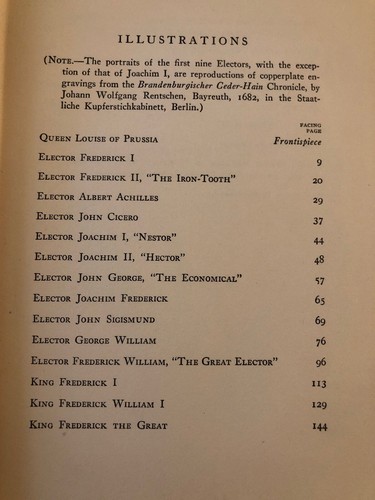 ILLUSTRATIONS
(NOTE.—The portraits of the first nine Electors, with the excep-
tion of that of Joachim I, are reproductions of copperplate en-
gravings from the Brandenburgischer Ceder-Hain Chronicle, by
Johann Wolfgang Rentschen, Bayreuth, 1682, in the Staat-
liche Kupferstichkabinett, Berlin.)
FACING
PAGE
QUEEN LOUISE OF PRUSSIA Frontispiece
ELECTOR FREDERICK I 9
ELECTOR FREDERICK II, "THE IRON-TOOTH" 20
ELECTOR ALBERT ACHILLES 29
ELECTOR JOHN CICERO 37
ELECTOR JOACHIM I, "NESTOR" 44
ELECTOR JOACHIM II, "HECTOR" 48
ELECTOR JOHN GEORGE, "THE ECONOMICAL" 57
ELECTOR JOACHIM FREDERICK 65
ELECTOR JOHN SIGISMUND 69
ELECTOR GEORGE WILLIAM 76
ELECTOR FREDERICK WILLIAM, "THE GREAT ELECTOR" 96
KING FREDERICK I 113
KING FREDERICK WILLIAM I 129
KING FREDERICK THE GREAT 144